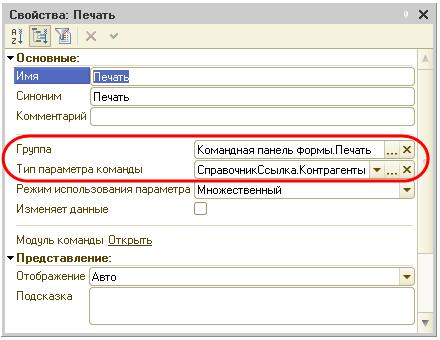 Свойства: Печать
Основные:
Имя Печать
Синоним Печать
Комментарий
Группа Командная панель формы.Печать ...
Тип параметра команды СправочникСсылка.Контрагенты ...
Режим использования параметра Множественный
Изменяет данные
Модуль команды Открыть
Представление:
Отображение Авто
Подсказка